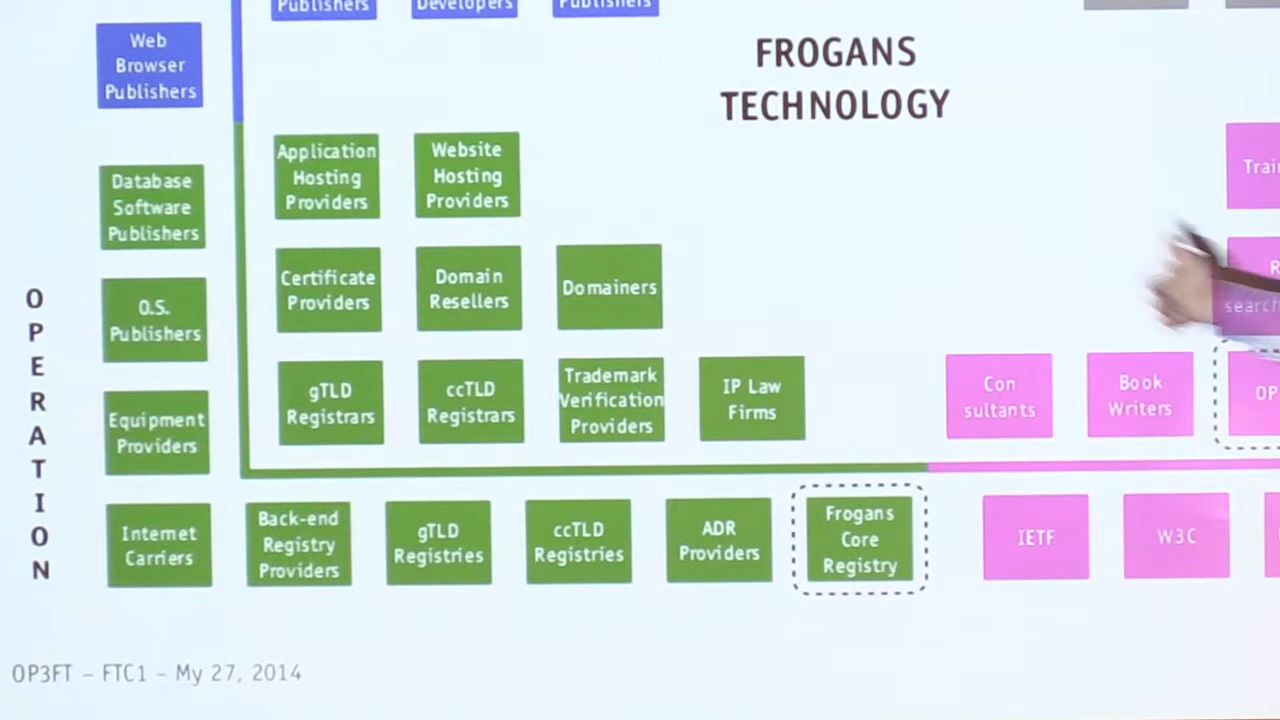 Publishers
Developers
Publishers
Web
Browser
Publishers
FROGANS
TECHNOLOGY
Application
Hosting
Providers
Website
Hosting
Providers
Database
Software
Publishers
Certificate
Providers
Domain
Resellers
Domainers
O.S.
Publishers
gTLD
Registrars
ccTLD
Registrars
Trademark
Verification
Providers
IP Law
Firms
Con
sultants
Book
Writers
Equipment
Providers
OPERATION
Internet
Carriers
Back-end
Registry
Providers
gTLD
Registries
ccTLD
Registries
ADR
Providers
Frogans
Core
Registry
IETF
W3C
OP3FT – FTC1 – My 27, 2014